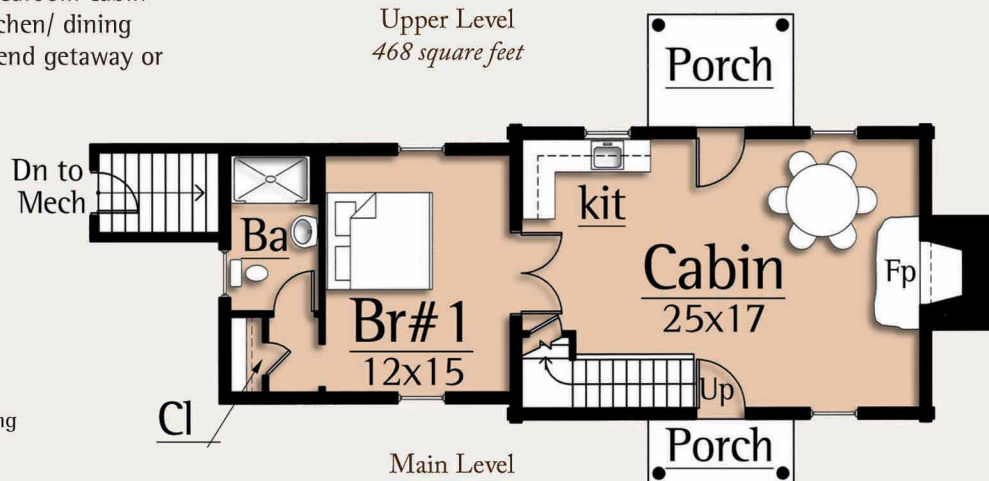 chen/ dining
end getaway or
Upper Level
468 square feet
Porch
Dn to
Mech
Ba
kit
Cabin
25x17
Fp
Br#1
12x15
Up
Cl
Porch
Main Level